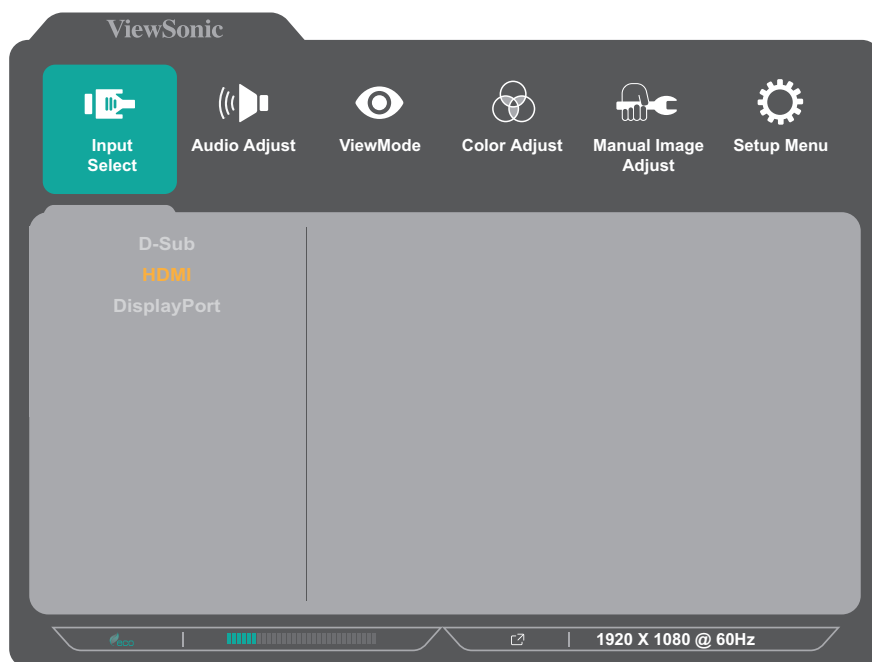 ViewSonic
Input
Select
Audio Adjust
ViewMode
Color Adjust
Manual Image
Adjust
Setup Menu
D-Sub
HDMI
DisplayPort
eco
1920 X 1080 @ 60Hz